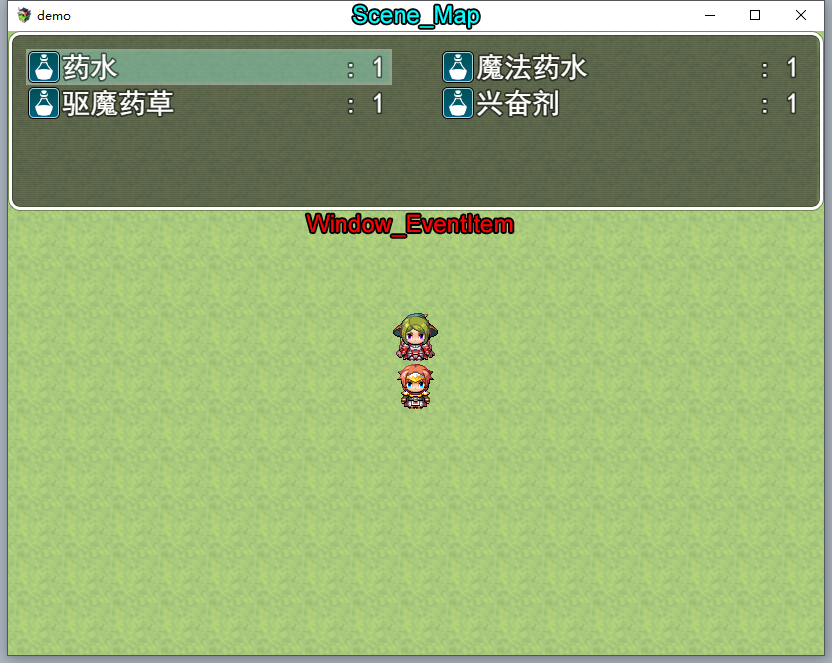 demo
Scene_Map
药水 : 1 魔法药水 : 1
驱魔药草 : 1 兴奋剂 : 1
Window_EventItem